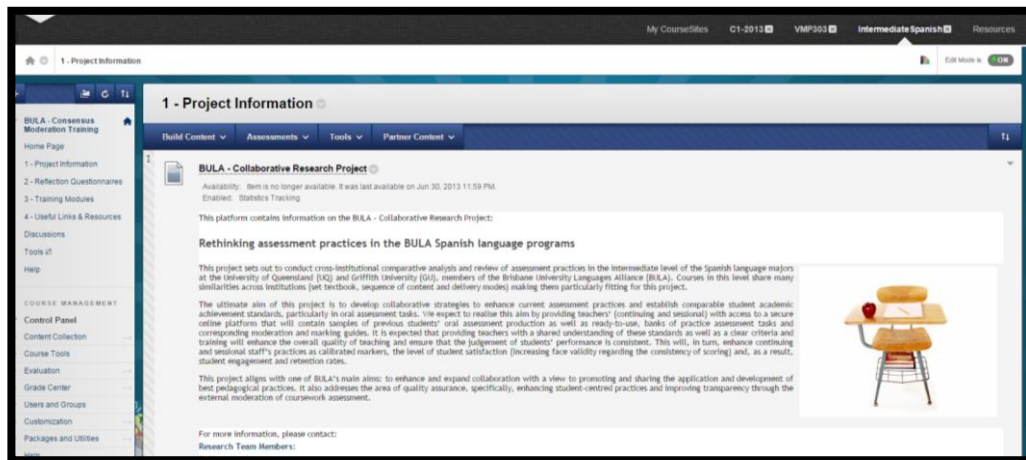 My CourseSites C1-2013 VMP303 IntermediateSpanish Resources
1 - Project Information
Edit Mode is: ON
BULA - Consensus
Moderation Training
Home Page
1 - Project Information
2 - Reflection Questionnaires
3 - Training Modules
4 - Useful Links & Resources
Discussions
Tools
Help
COURSE MANAGEMENT
Control Panel
Content Collection
Course Tools
Evaluation
Grade Center
Users and Groups
Customization
Packages and Utilities
Help
1 - Project Information
Build Content Assessments Tools Partner Content
BULA - Collaborative Research Project
Availability: Item is no longer available. It was last available on Jun 30, 2013 11:59 PM.
Enabled: Statistics Tracking
This platform contains information on the BULA - Collaborative Research Project:
Rethinking assessment practices in the BULA Spanish language programs
This project sets out to conduct cross-institutional comparative analysis and review of assessment practices in the intermediate level of the Spanish language majors
at the University of Queensland (UQ) and Griffith University (GU), members of the Brisbane University Languages Alliance (BULA). Courses in this level share many
similarities across institutions (set textbook, sequence of content and delivery modes) making them particularly fitting for this project.
The ultimate aim of this project is to develop collaborative strategies to enhance current assessment practices and establish comparable student academic
achievement standards, particularly in oral assessment tasks. We expect to realise this aim by providing teachers' (continuing and sessional) with access to a secure
online platform that will contain samples of previous students' oral assessment production as well as ready-to-use, banks of practice assessment tasks and
corresponding moderation and marking guides. It is expected that providing teachers with a shared understanding of these standards as well as a clear criteria and
training will enhance the overall quality of teaching and ensure that the judgement of students' performance is consistent. This will, in turn, enhance continuing
and sessional staff's practices as calibrated markers, the level of student satisfaction (increasing face validity regarding the consistency of scoring) and, as a result,
student engagement and retention rates.
This project aligns with one of BULA's main aims: to enhance and expand collaboration with a view to promoting and sharing the application and development of
best pedagogical practices. It also addresses the area of quality assurance, specifically, enhancing student-centred practices and improving transparency through the
external moderation of coursework assessment.
For more information, please contact:
Research Team Members: